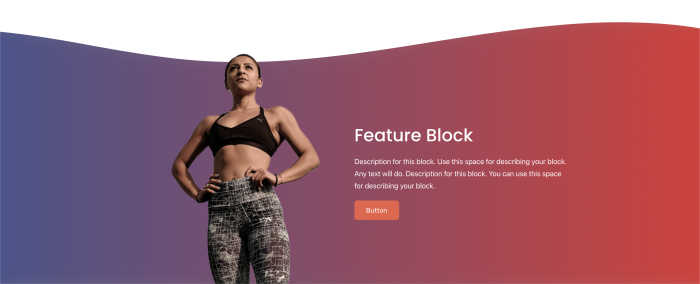 Feature Block
Description for this block. Use this space for describing your block.
Any text will do. Description for this block. You can use this space
for describing your block.
Button